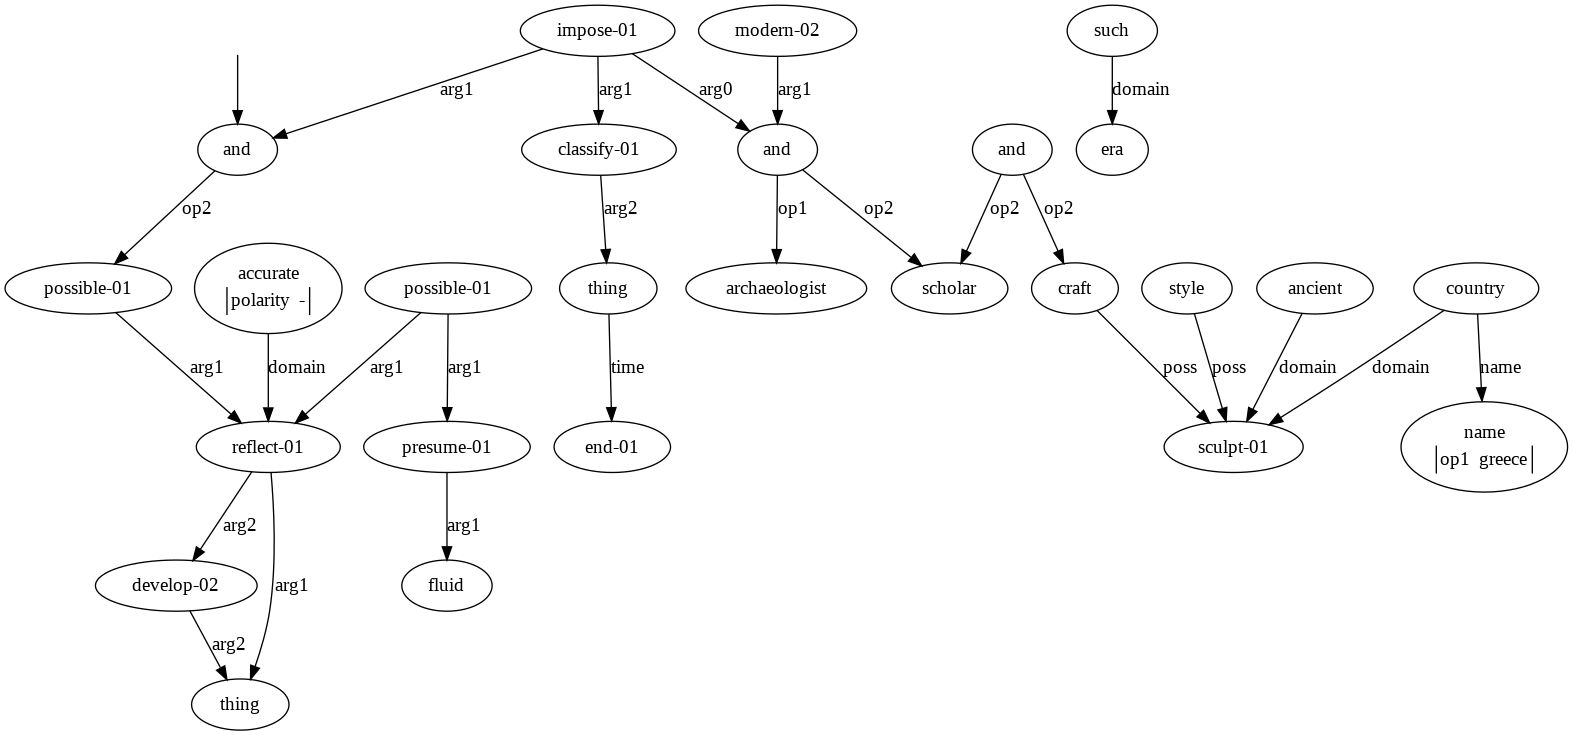 impose-01 modern-02 such
arg1 arg1 arg0 arg1 domain
and classify-01 and and era
op2 arg2 op1 op2 op2 op2
possible-01 accurate possible-01 thing archaeologist scholar craft style ancient country
polarity -
arg1 domain arg1 arg1 time poss poss domain domain name
reflect-01 presume-01 end-01 sculpt-01 name
op1 greece
arg2 arg1
develop-02 arg1 fluid
arg2
thing